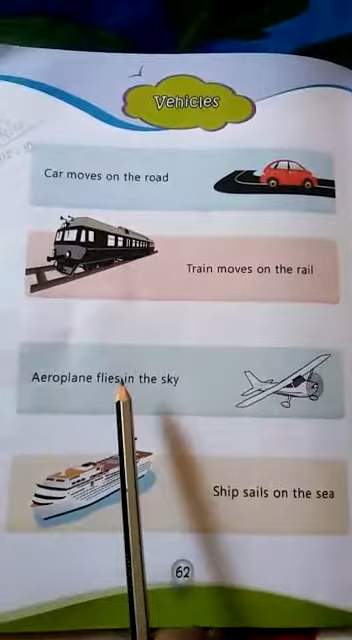 Vehicles
Car moves on the road
Train moves on the rail
Aeroplane flies in the sky
Ship sails on the sea
62